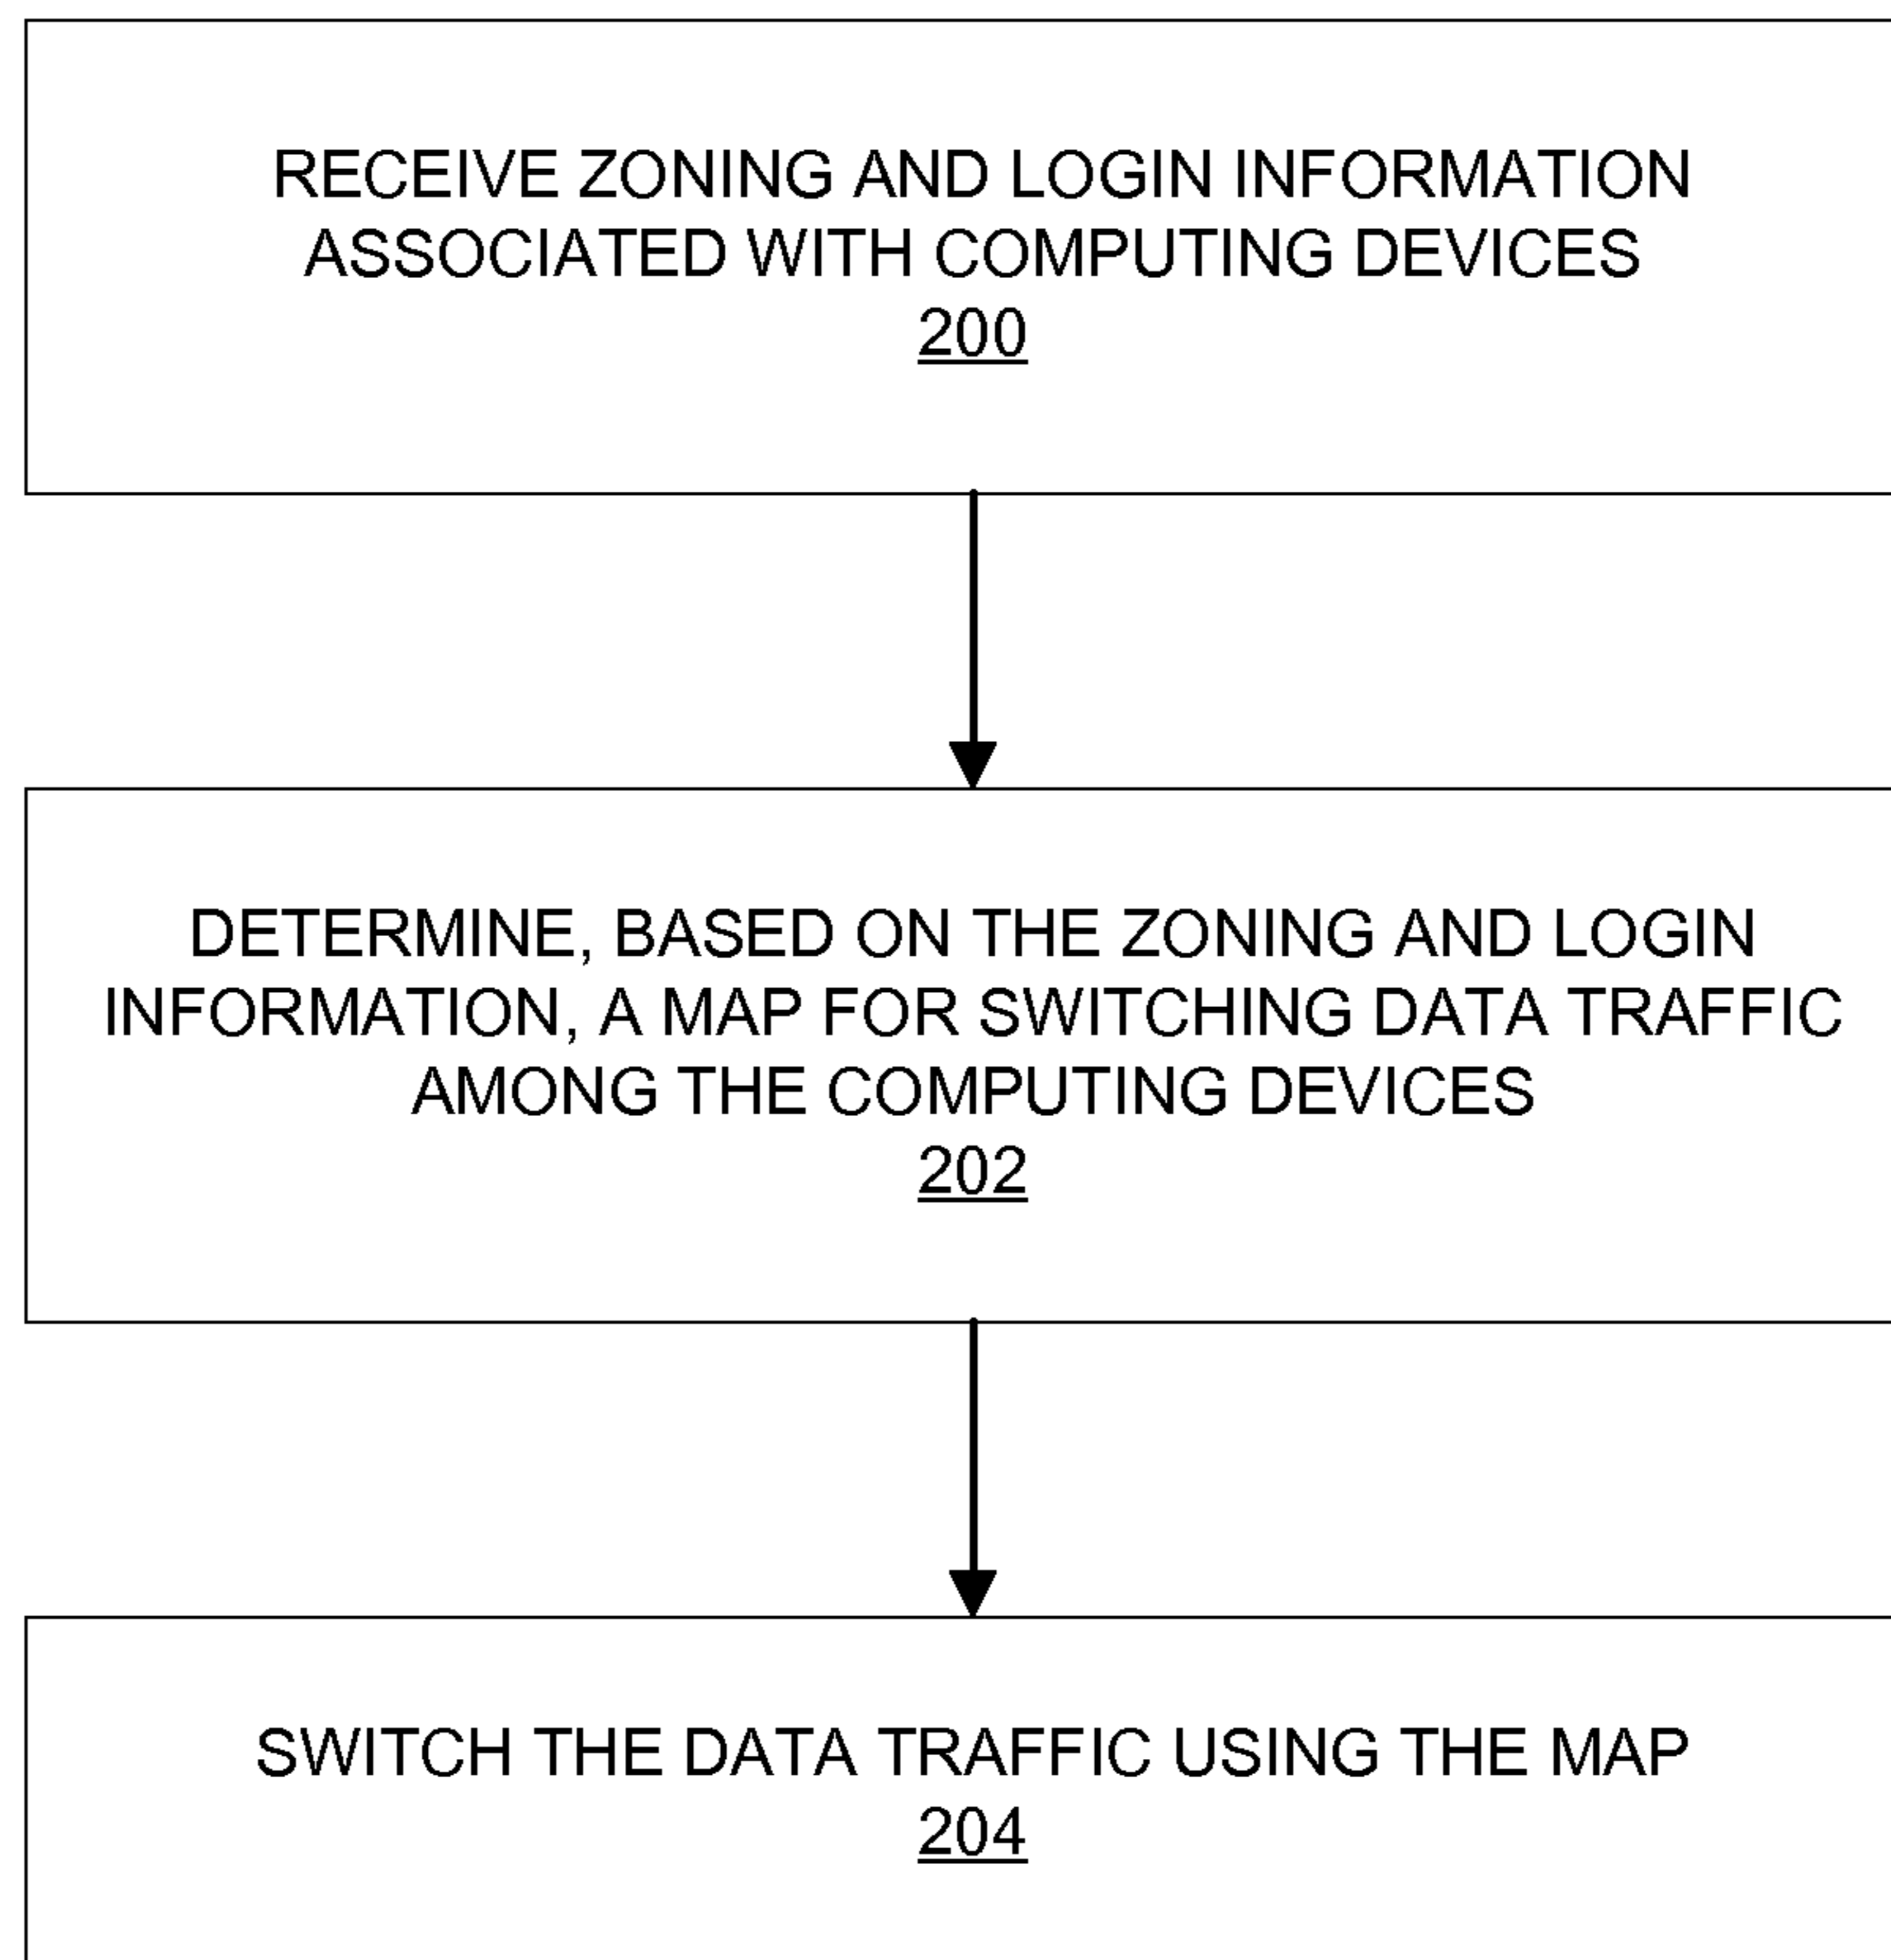 RECEIVE ZONING AND LOGIN INFORMATION
ASSOCIATED WITH COMPUTING DEVICES
200
DETERMINE, BASED ON THE ZONING AND LOGIN
INFORMATION, A MAP FOR SWITCHING DATA TRAFFIC
AMONG THE COMPUTING DEVICES
202
SWITCH THE DATA TRAFFIC USING THE MAP
204